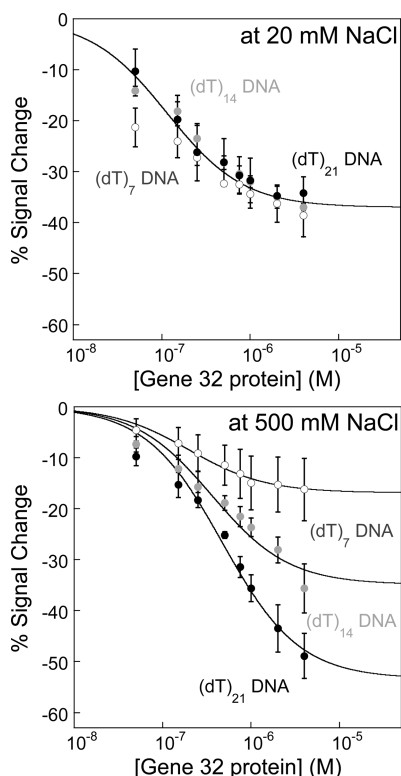 at 20 mM NaCl
0
-10
-20
-30
-40
-50
-60
% Signal Change
(dT)14 DNA
(dT)7 DNA
(dT)21 DNA
10-8
10-7
10-6
10-5
[Gene 32 protein] (M)
at 500 mM NaCl
0
-10
-20
-30
-40
-50
-60
% Signal Change
(dT)7 DNA
(dT)14 DNA
(dT)21 DNA
10-8
10-7
10-6
10-5
[Gene 32 protein] (M)